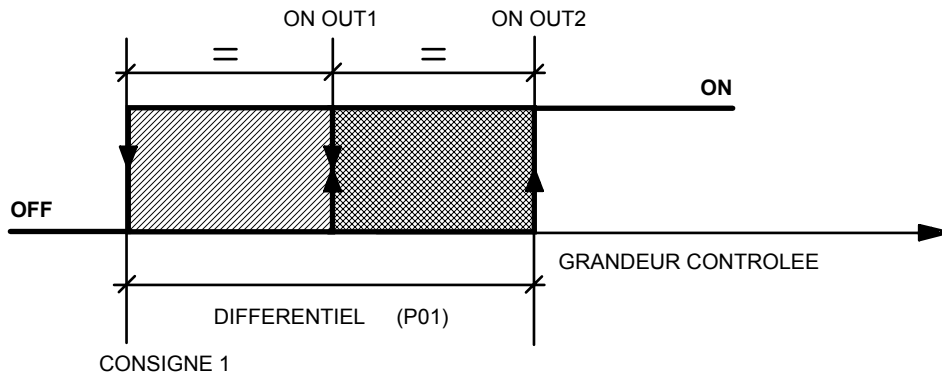 ON OUT1 ON OUT2
= =
ON
OFF
GRANDEUR CONTROLEE
DIFFERENTIEL (P01)
CONSIGNE 1